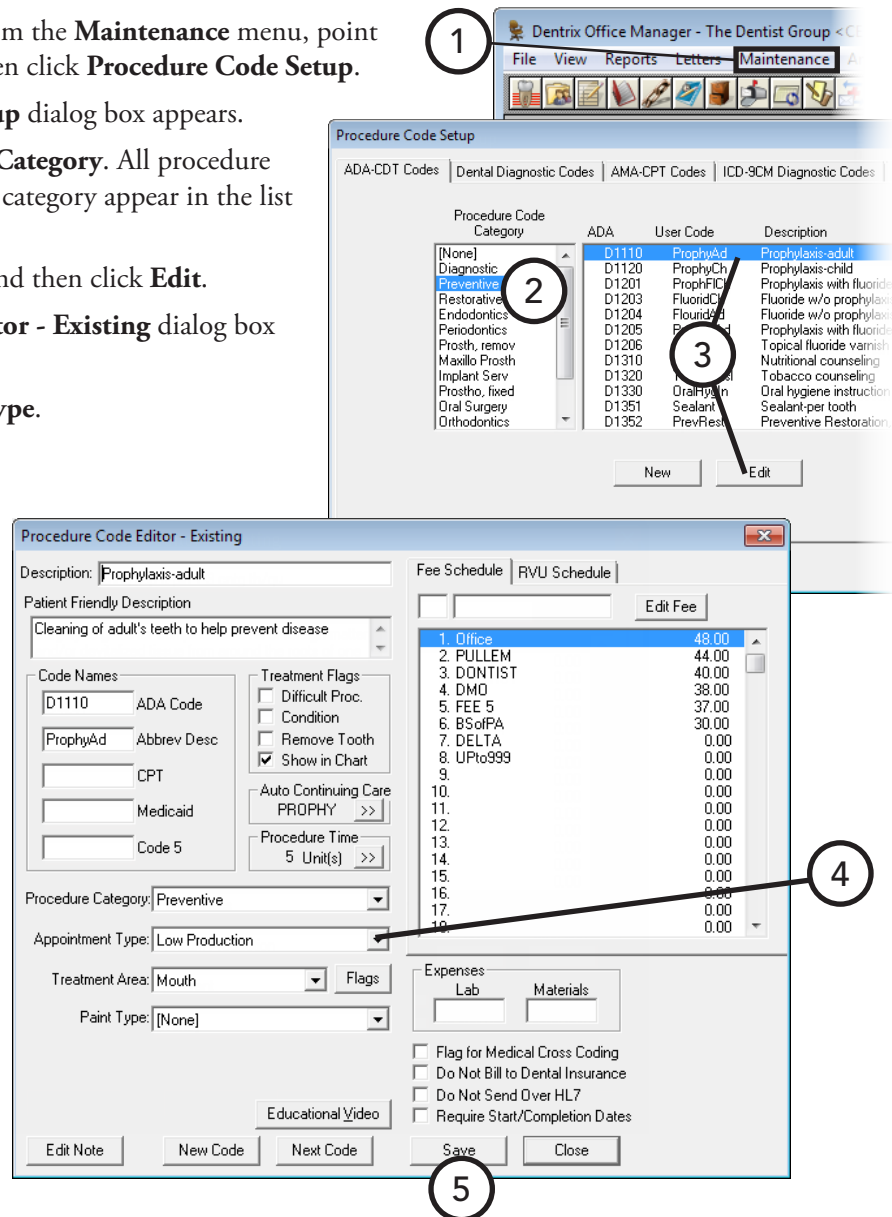 om the Maintenance menu, point
en click Procedure Code Setup.
up dialog box appears.
Category. All procedure
category appear in the list
nd then click Edit.
tor - Existing dialog box
ype.
1
Dentrix Office Manager - The Dentist Group <C
File View Reports Letters Maintenance A
Procedure Code Setup
ADA-CDT Codes Dental Diagnostic Codes AMA-CPT Codes ICD-9CM Diagnostic Codes
Procedure Code
Category ADA User Code Description
[None] D1110 ProphyAd Prophylaxis-adult
Diagnostic D1120 ProphyCh Prophylaxis-child
Preventive D1201 ProphFlCh Prophylaxis with fluoride
Restorative D1203 FluoridCh Fluoride w/o prophylaxis
Endodontics D1204 FlouridAd Fluoride w/o prophylaxis
Periodontics D1205 Prophylaxis with fluoride
Prosth, remov D1206 Topical fluoride varnish
Maxillo Prosth D1310 Nutritional counseling
Implant Serv D1320 Tobacco counseling
Prostho, fixed D1330 OralHygIn Oral hygiene instruction
Oral Surgery D1351 Sealant Sealant-per tooth
Orthodontics D1352 PrevRest Preventive Restoration,
2
3
New Edit
Procedure Code Editor - Existing
Description: Prophylaxis-adult
Patient Friendly Description
Cleaning of adult's teeth to help prevent disease
Code Names
D1110 ADA Code
ProphyAd Abbrev Desc
CPT
Medicaid
Code 5
Treatment Flags
Difficult Proc.
Condition
Remove Tooth
Show in Chart
Auto Continuing Care
PROPHY >>
Procedure Time
5 Unit(s) >>
Procedure Category: Preventive
Appointment Type: Low Production
Treatment Area: Mouth Flags
Paint Type: [None]
Educational Video
Edit Note New Code Next Code
Fee Schedule RVU Schedule
Edit Fee
1. Office 48.00
2. PULLEM 44.00
3. DONTIST 40.00
4. DMO 38.00
5. FEE 5 37.00
6. BSofPA 30.00
7. DELTA 0.00
8. UPto999 0.00
9. 0.00
10. 0.00
11. 0.00
12. 0.00
13. 0.00
14. 0.00
15. 0.00
16. 0.00
17. 0.00
18. 0.00
4
Expenses
Lab Materials
Flag for Medical Cross Coding
Do Not Bill to Dental Insurance
Do Not Send Over HL7
Require Start/Completion Dates
Save Close
5